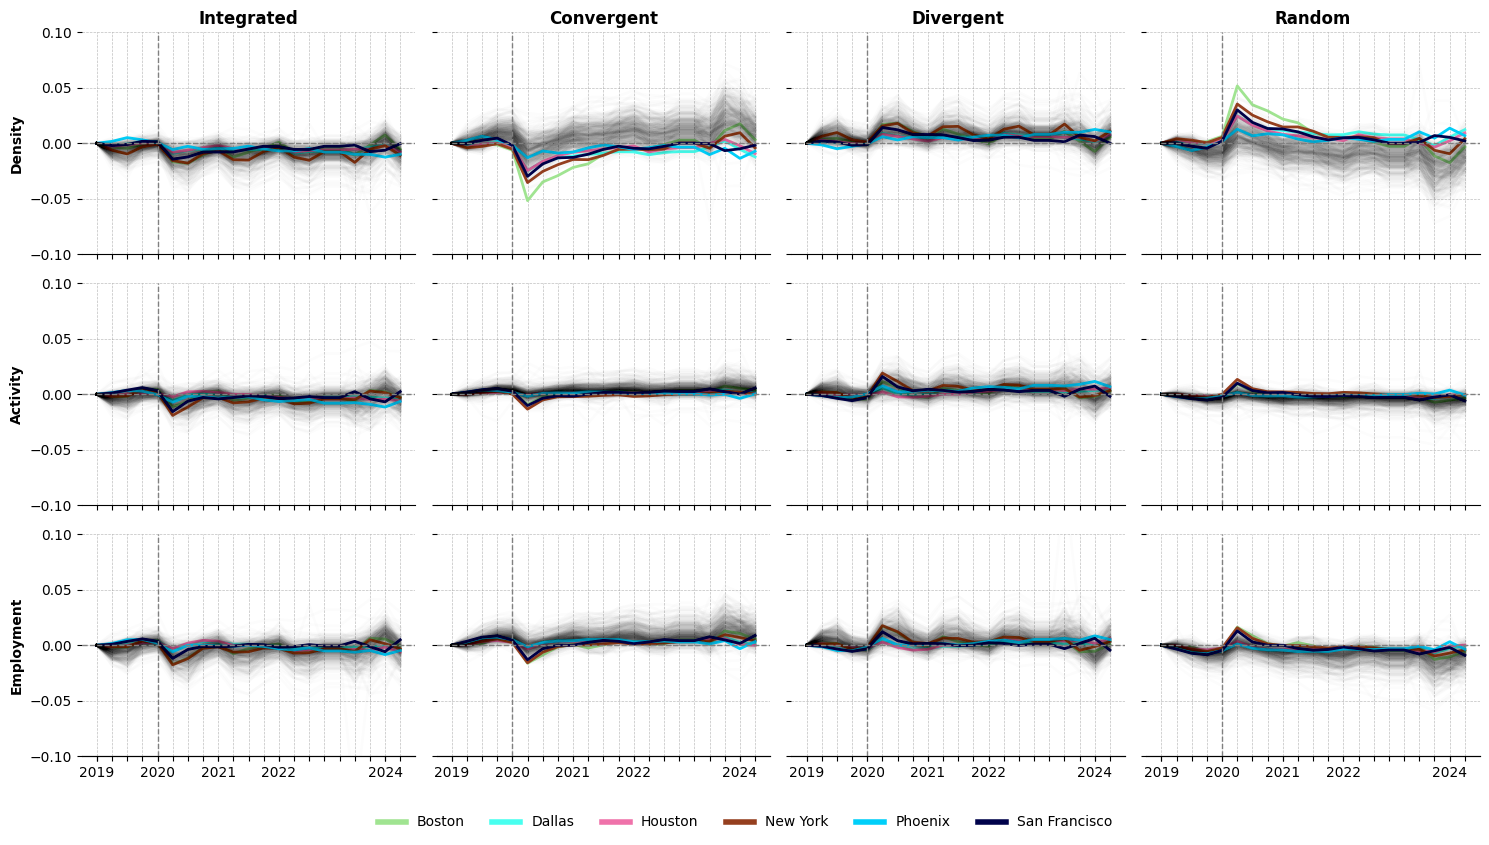 Integrated Convergent Divergent Random
Density
0.10
0.05
0.00
−0.05
−0.10
Activity
0.10
0.05
0.00
−0.05
−0.10
Employment
0.10
0.05
0.00
−0.05
−0.10
2019 2020 2021 2022 2024 2019 2020 2021 2022 2024 2019 2020 2021 2022 2024 2019 2020 2021 2022 2024
Boston Dallas Houston New York Phoenix San Francisco